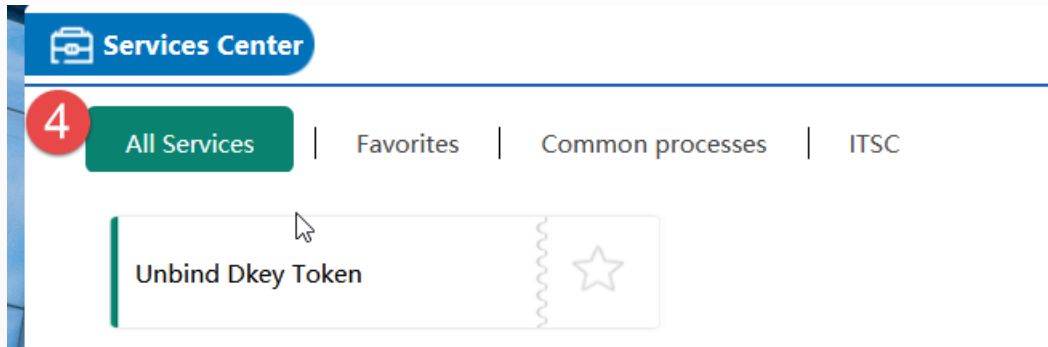 Services Center
4
All Services | Favorites | Common processes | ITSC
Unbind Dkey Token